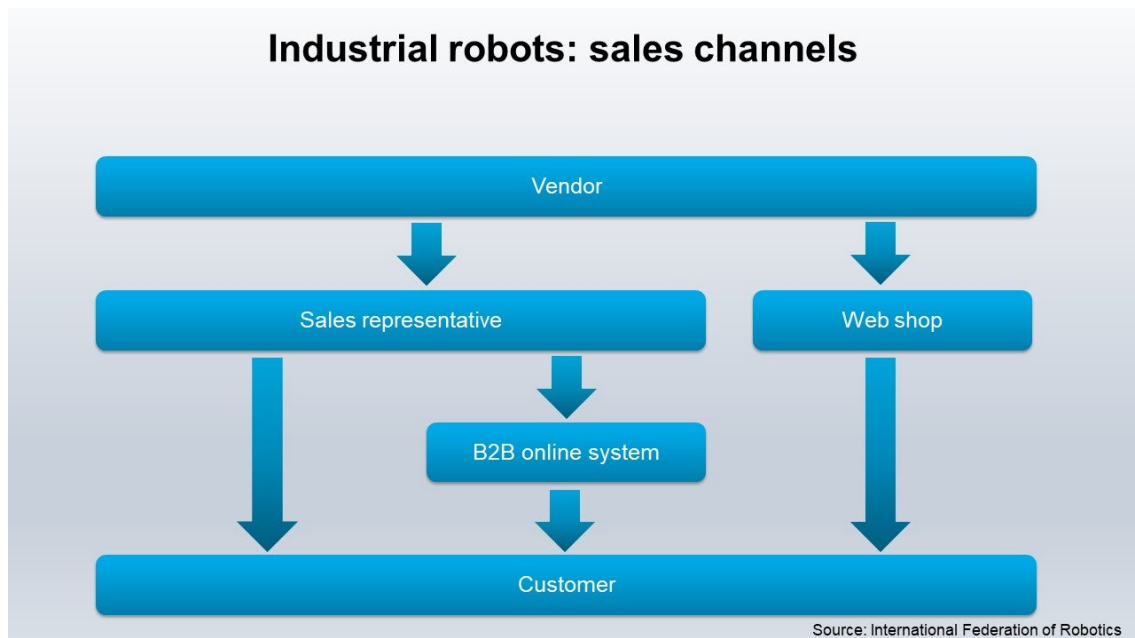 Industrial robots: sales channels
Vendor
Sales representative
Web shop
B2B online system
Customer
Source: International Federation of Robotics